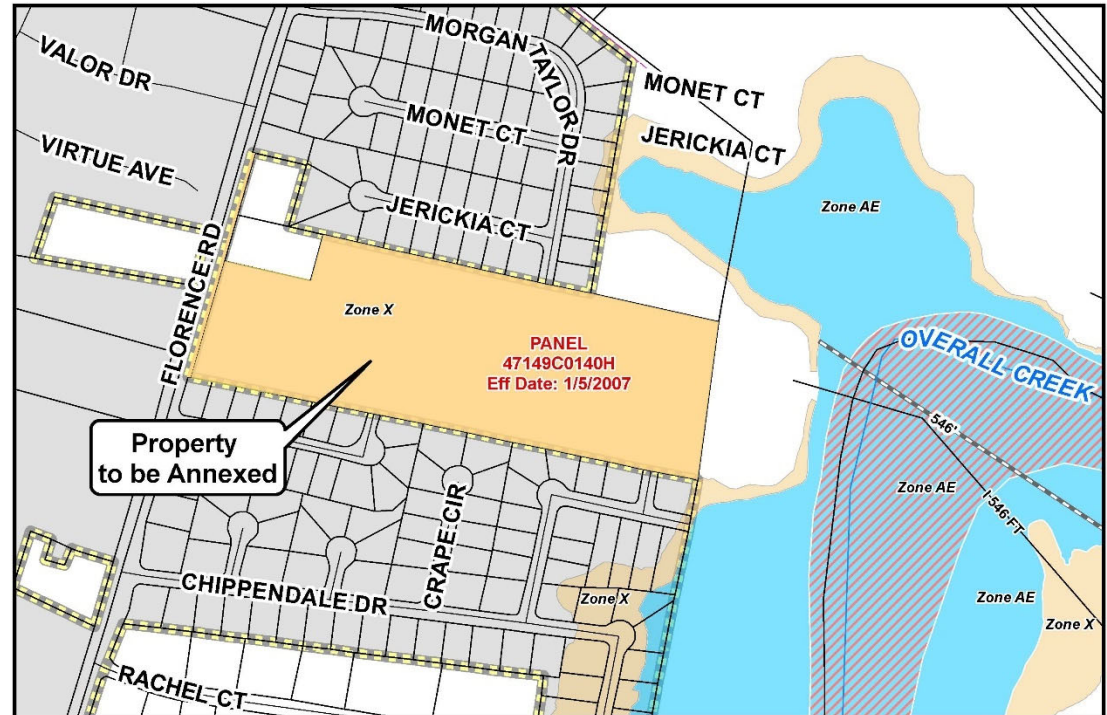 MORGAN TAYLOR DR
VALOR DR
MONET CT
MONET CT
JERICKIA CT
VIRTUE AVE
JERICKIA CT
Zone AE
FLORENCE RD
Zone X
PANEL
47149C0140H
Eff Date: 1/5/2007
OVERALL CREEK
546'
Property
to be Annexed
CRAPE CIR
Zone AE
1-546-FT
CHIPPENDALE DR
Zone X
Zone AE
Zone X
RACHEL CT